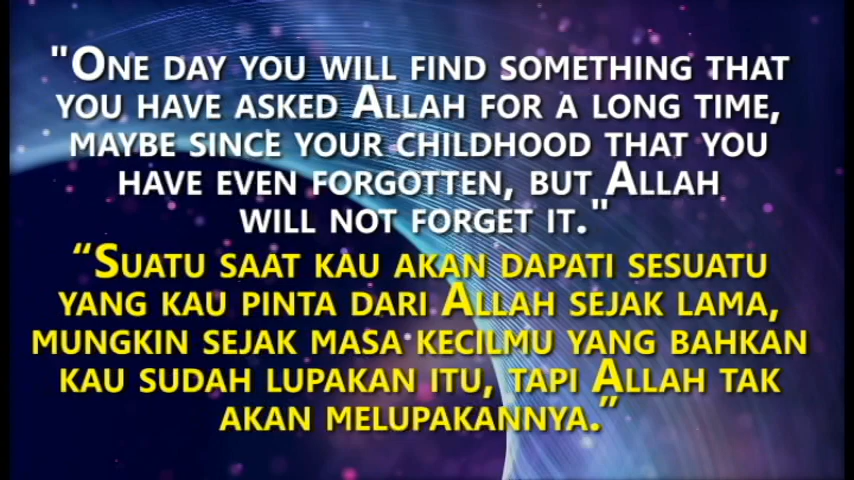 "One day you will find something that
you have asked Allah for a long time,
maybe since your childhood that you
have even forgotten, but Allah
will not forget it."
“Suatu saat kau akan dapati sesuatu
yang kau pinta dari Allah sejak lama,
mungkin sejak masa kecilmu yang bahkan
kau sudah lupakan itu, tapi Allah tak
akan melupakannya.”